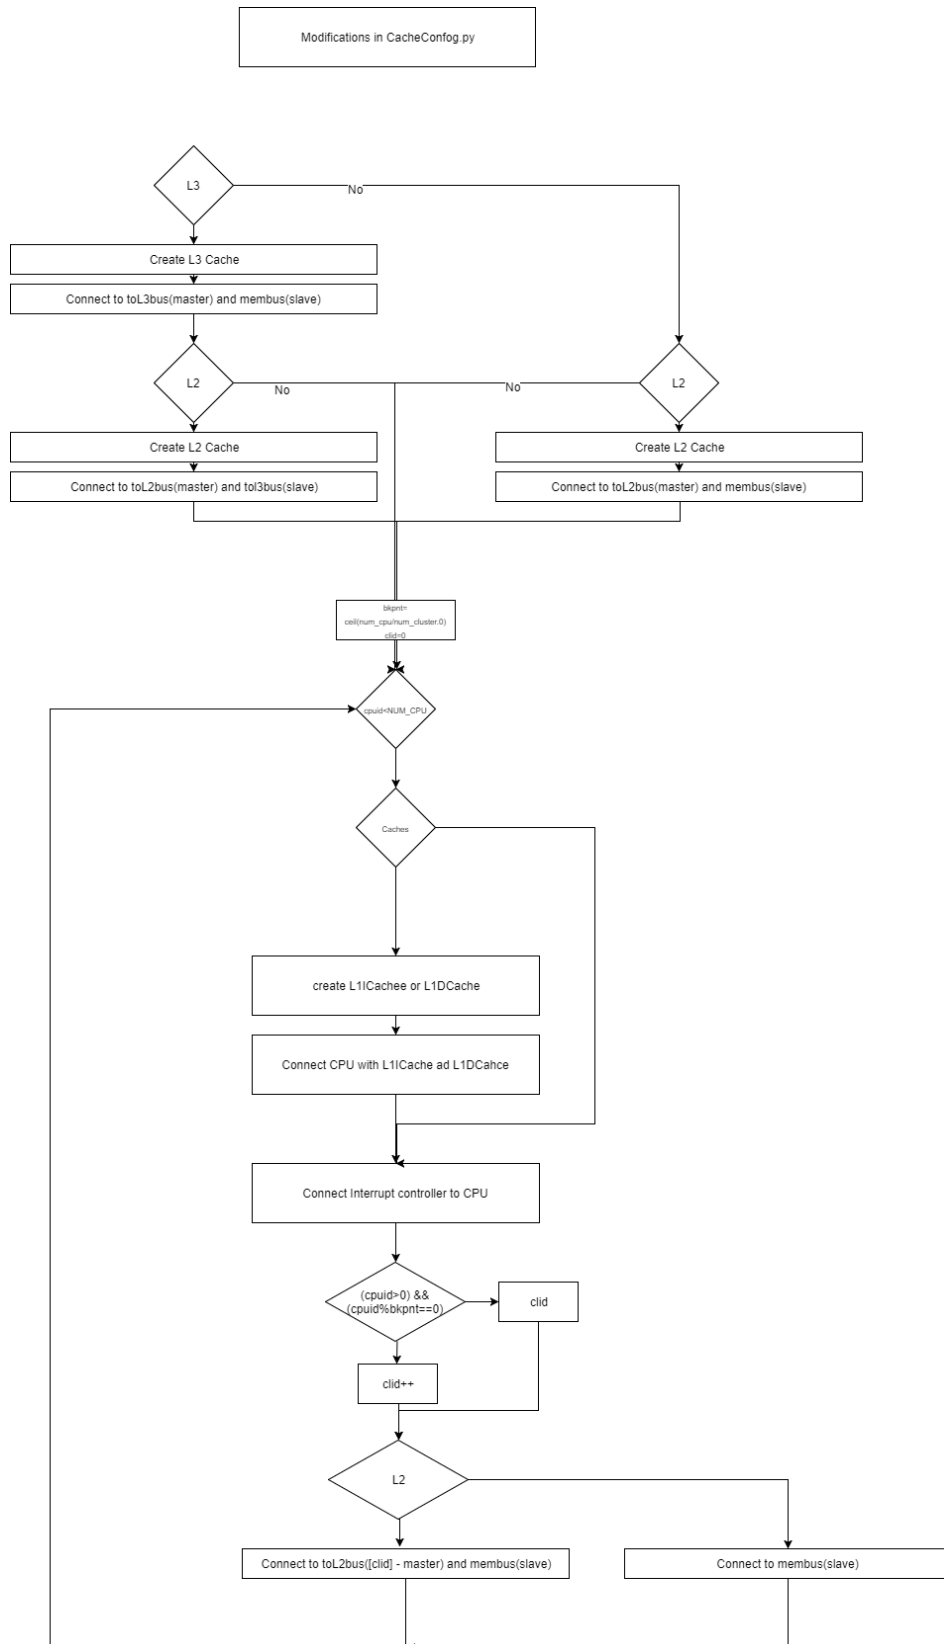 Modifications in CacheConfog.py
L3
No
Create L3 Cache
Connect to toL3bus(master) and membus(slave)
L2
No
No
L2
Create L2 Cache
Create L2 Cache
Connect to toL2bus(master) and tol3bus(slave)
Connect to toL2bus(master) and membus(slave)
bkpnt=
ceil(num_cpu/num_cluster.0)
clid=0
cpuid<NUM_CPU
Caches
create L1ICachee or L1DCache
Connect CPU with L1ICache ad L1DCahce
Connect Interrupt controller to CPU
(cpuid>0) &&
(cpuid%bkpnt==0)
clid
clid++
L2
Connect to toL2bus([clid] - master) and membus(slave)
Connect to membus(slave)